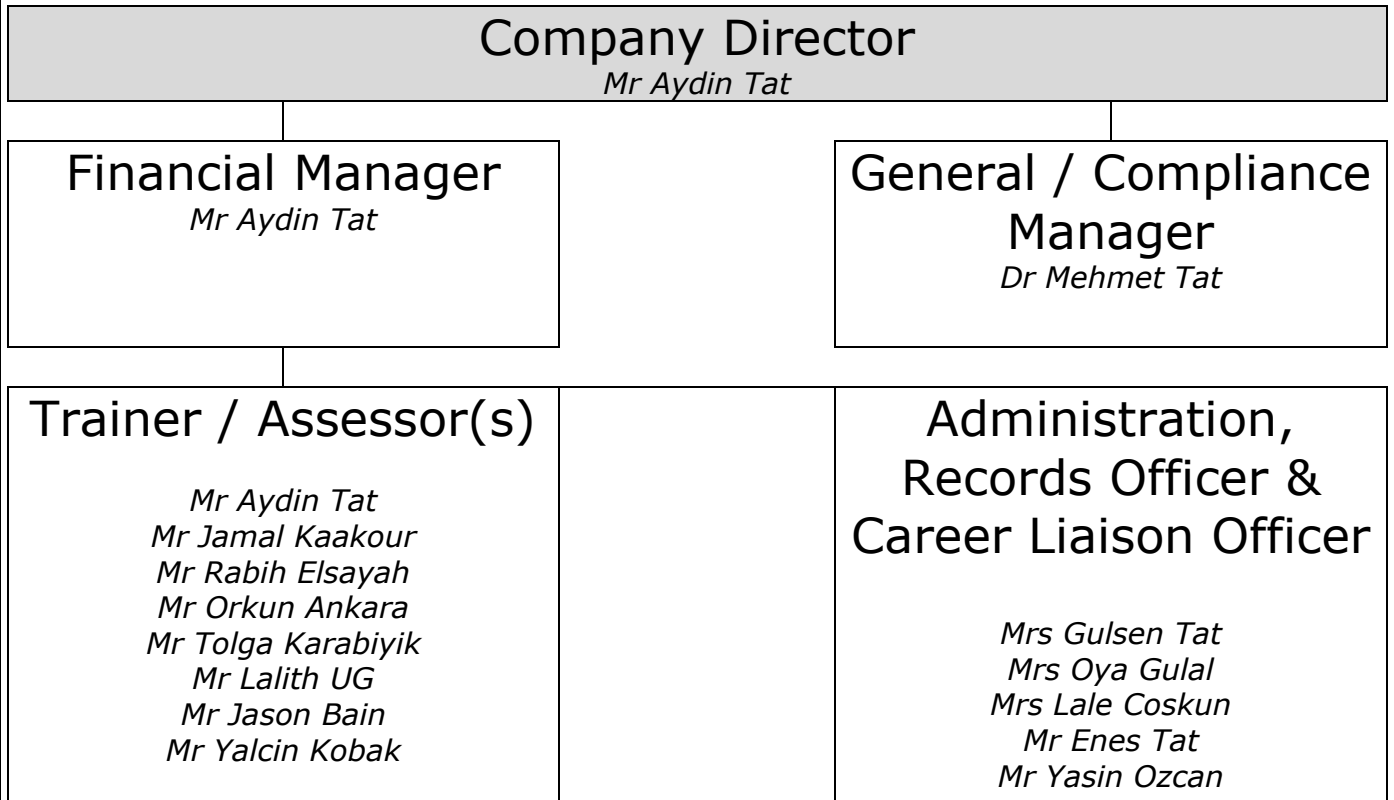 Company Director
Mr Aydin Tat
Financial Manager
Mr Aydin Tat
General / Compliance
Manager
Dr Mehmet Tat
Trainer / Assessor(s)
Mr Aydin Tat
Mr Jamal Kaakour
Mr Rabih Elsayah
Mr Orkun Ankara
Mr Tolga Karabiyik
Mr Lalith UG
Mr Jason Bain
Mr Yalcin Kobak
Administration,
Records Officer &
Career Liaison Officer
Mrs Gulsen Tat
Mrs Oya Gulal
Mrs Lale Coskun
Mr Enes Tat
Mr Yasin Ozcan